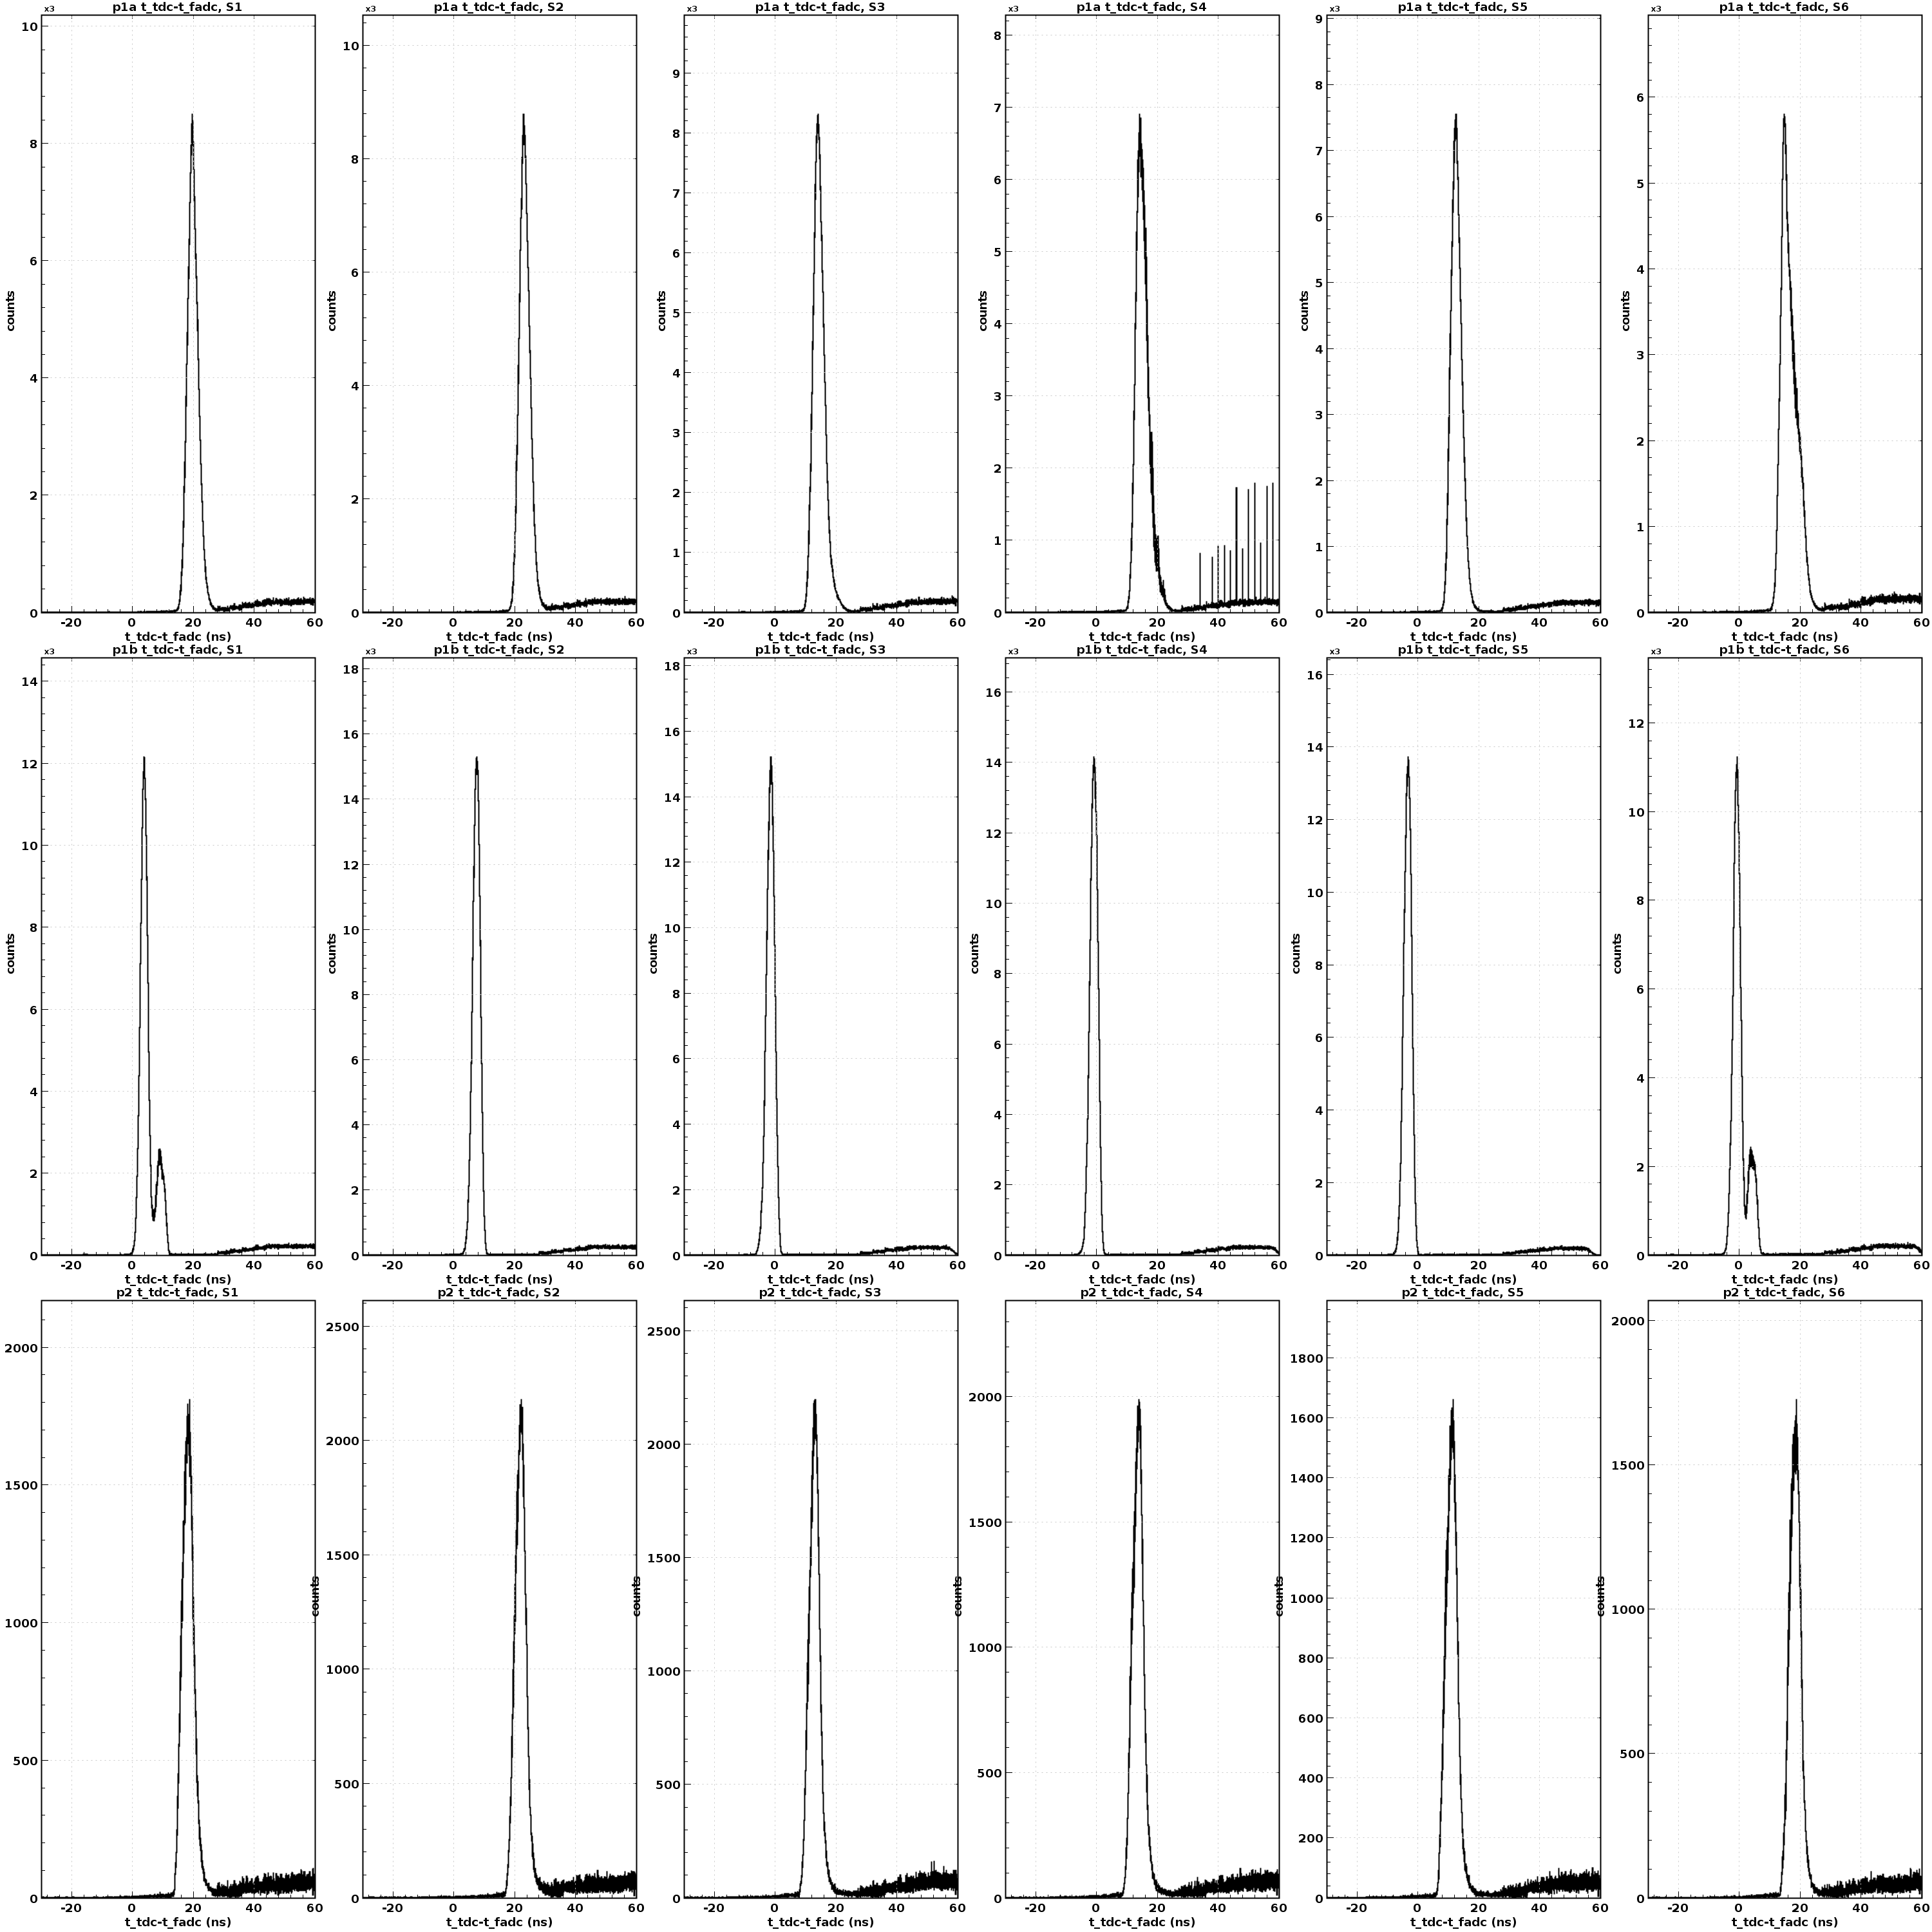 x3 p1a t_tdc-t_fadc, S1
10
8
6
4
2
0
counts
-20 0 20 40 60
t_tdc-t_fadc (ns)
x3 p1a t_tdc-t_fadc, S2
10
8
6
4
2
0
counts
-20 0 20 40 60
t_tdc-t_fadc (ns)
x3 p1a t_tdc-t_fadc, S3
9
8
7
6
5
4
3
2
1
0
counts
-20 0 20 40 60
t_tdc-t_fadc (ns)
x3 p1a t_tdc-t_fadc, S4
8
7
6
5
4
3
2
1
0
counts
-20 0 20 40 60
t_tdc-t_fadc (ns)
x3 p1a t_tdc-t_fadc, S5
9
8
7
6
5
4
3
2
1
0
counts
-20 0 20 40 60
t_tdc-t_fadc (ns)
x3 p1a t_tdc-t_fadc, S6
6
5
4
3
2
1
0
counts
-20 0 20 40 60
t_tdc-t_fadc (ns)
x3 p1b t_tdc-t_fadc, S1
14
12
10
8
6
4
2
0
counts
-20 0 20 40 60
t_tdc-t_fadc (ns)
x3 p1b t_tdc-t_fadc, S2
18
16
14
12
10
8
6
4
2
0
counts
-20 0 20 40 60
t_tdc-t_fadc (ns)
x3 p1b t_tdc-t_fadc, S3
18
16
14
12
10
8
6
4
2
0
counts
-20 0 20 40 60
t_tdc-t_fadc (ns)
x3 p1b t_tdc-t_fadc, S4
16
14
12
10
8
6
4
2
0
counts
-20 0 20 40 60
t_tdc-t_fadc (ns)
x3 p1b t_tdc-t_fadc, S5
16
14
12
10
8
6
4
2
0
counts
-20 0 20 40 60
t_tdc-t_fadc (ns)
x3 p1b t_tdc-t_fadc, S6
12
10
8
6
4
2
0
counts
-20 0 20 40 60
t_tdc-t_fadc (ns)
p2 t_tdc-t_fadc, S1
2000
1500
1000
500
0
-20 0 20 40 60
t_tdc-t_fadc (ns)
p2 t_tdc-t_fadc, S2
2500
2000
1500
1000
500
0
counts
-20 0 20 40 60
t_tdc-t_fadc (ns)
p2 t_tdc-t_fadc, S3
2500
2000
1500
1000
500
0
counts
-20 0 20 40 60
t_tdc-t_fadc (ns)
p2 t_tdc-t_fadc, S4
2000
1500
1000
500
0
counts
-20 0 20 40 60
t_tdc-t_fadc (ns)
p2 t_tdc-t_fadc, S5
1800
1600
1400
1200
1000
800
600
400
200
0
counts
-20 0 20 40 60
t_tdc-t_fadc (ns)
p2 t_tdc-t_fadc, S6
2000
1500
1000
500
0
counts
-20 0 20 40 60
t_tdc-t_fadc (ns)